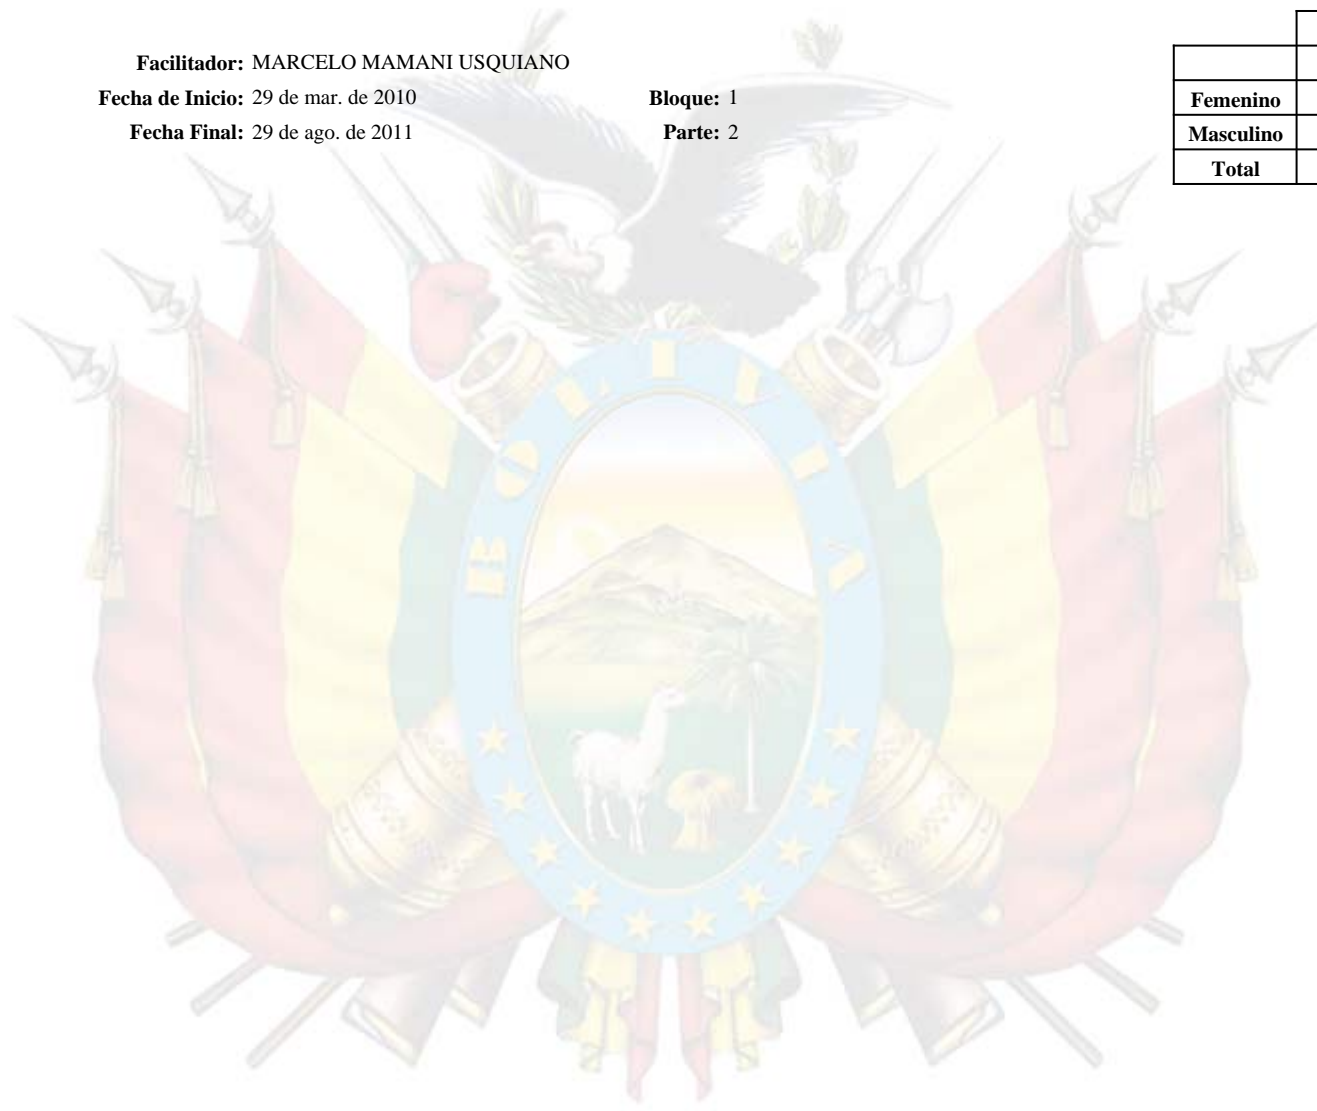 Facilitador: MARCELO MAMANI USQUIANO
Fecha de Inicio: 29 de mar. de 2010 Bloque: 1
Fecha Final: 29 de ago. de 2011 Parte: 2
Femenino
Masculino
Total
BOLIVIA